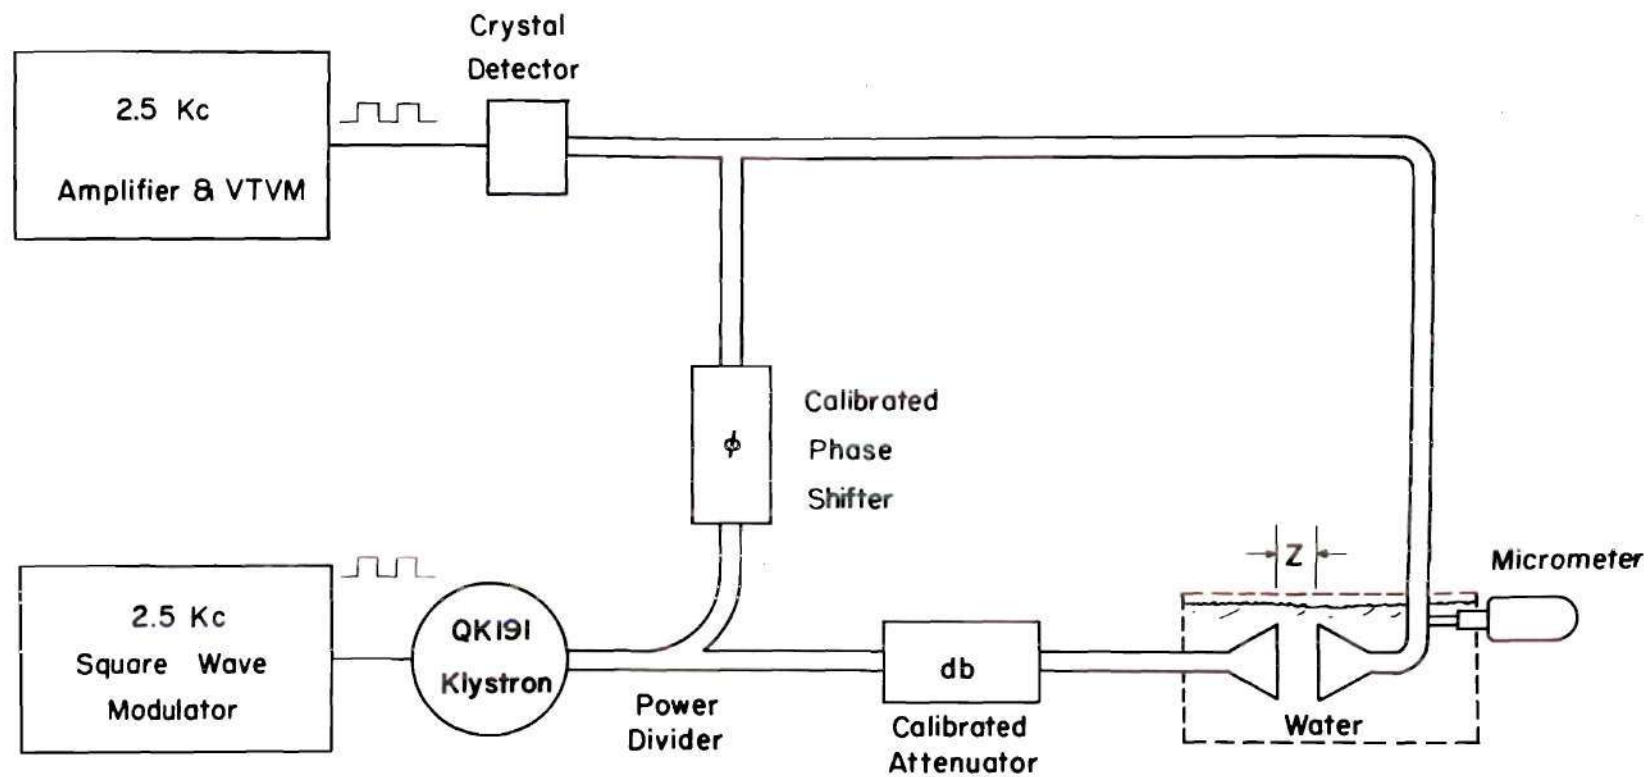 Crystal
Detector
2.5 Kc
Amplifier & VTVM
Calibrated
Phase
Shifter
ϕ
Z
Micrometer
2.5 Kc
Square Wave
Modulator
QK191
Klystron
Power
Divider
db
Calibrated
Attenuator
Water